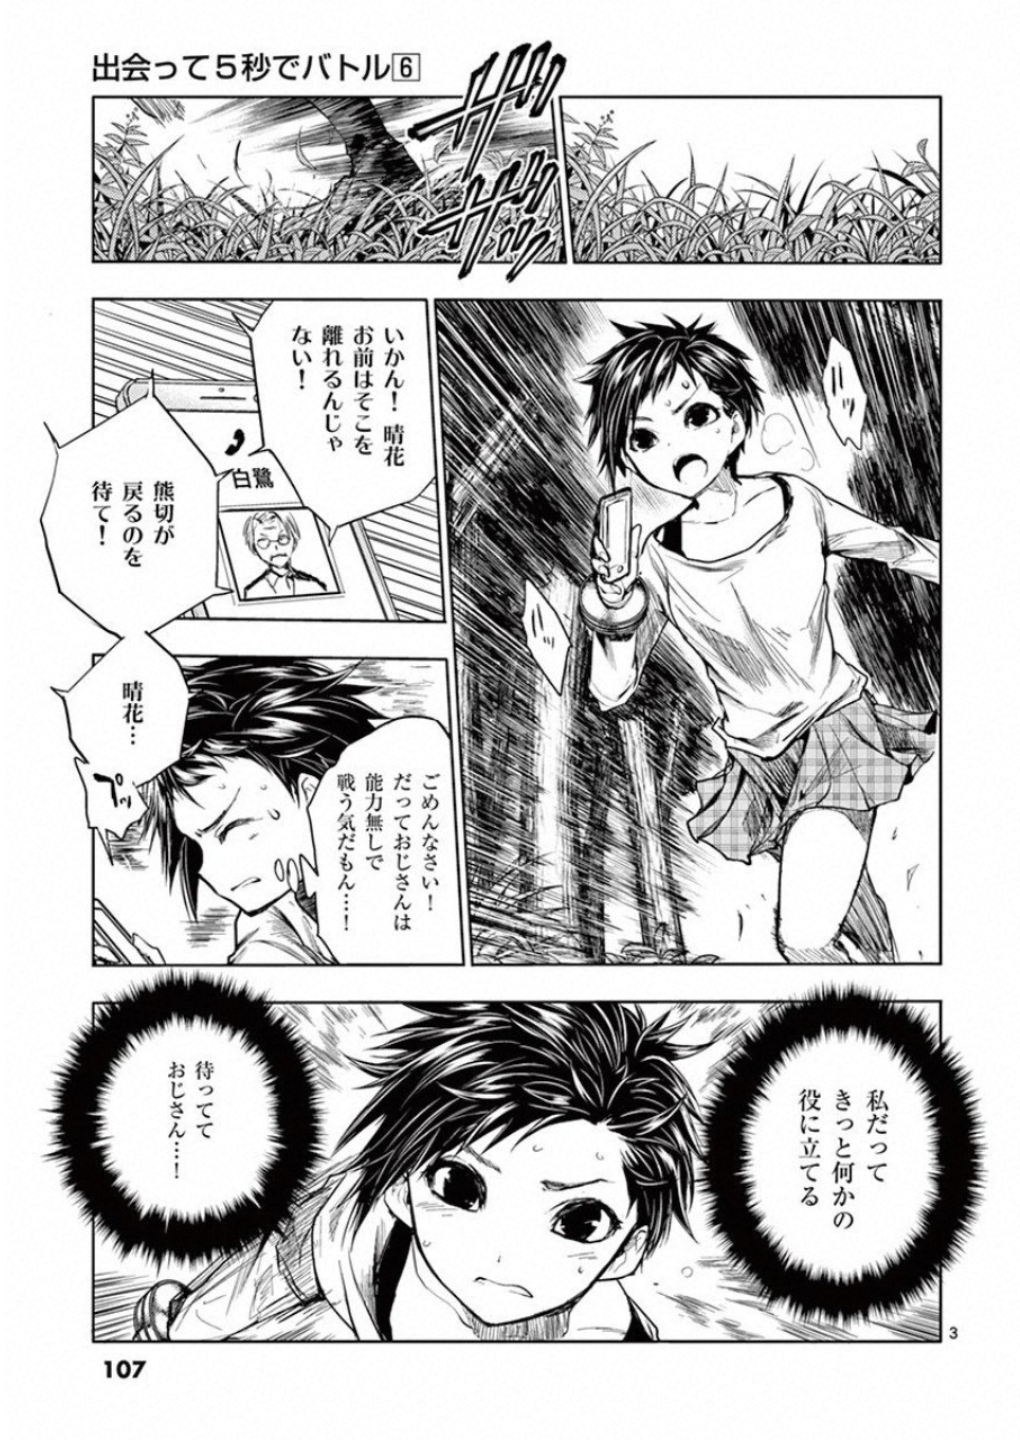 出会って5秒でバトル6
ザザッ
ザザッ
いかん!晴花
お前はそこを
離れるんじゃ
ない!
白鷺
熊切が
戻るのを
待て!
晴花…
プッ
ごめんなさい!
だっておじさんは
能力無しで
戦う気だもん…!
私だって
きっと何かの
役に立てる
待ってて
おじさん…!
3
107